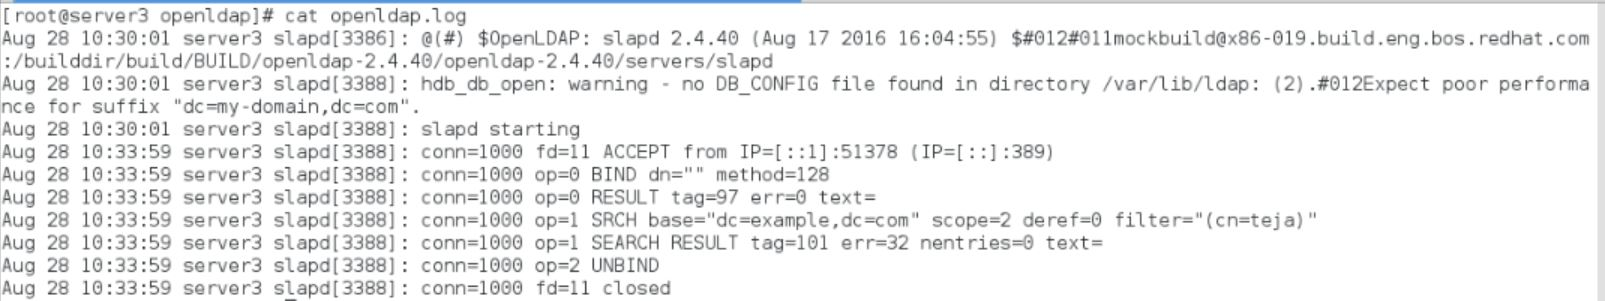 [root@server3 openldap]# cat openldap.log
Aug 28 10:30:01 server3 slapd[3386]: @(#) $OpenLDAP: slapd 2.4.40 (Aug 17 2016 16:04:55) $#012#011mockbuild@x86-019.build.eng.bos.redhat.com
:/builddir/build/BUILD/openldap-2.4.40/openldap-2.4.40/servers/slapd
Aug 28 10:30:01 server3 slapd[3388]: hdb_db_open: warning - no DB_CONFIG file found in directory /var/lib/ldap: (2).#012Expect poor performa
nce for suffix "dc=my-domain,dc=com".
Aug 28 10:30:01 server3 slapd[3388]: slapd starting
Aug 28 10:33:59 server3 slapd[3388]: conn=1000 fd=11 ACCEPT from IP=[::1]:51378 (IP=[::]:389)
Aug 28 10:33:59 server3 slapd[3388]: conn=1000 op=0 BIND dn="" method=128
Aug 28 10:33:59 server3 slapd[3388]: conn=1000 op=0 RESULT tag=97 err=0 text=
Aug 28 10:33:59 server3 slapd[3388]: conn=1000 op=1 SRCH base="dc=example,dc=com" scope=2 deref=0 filter="(cn=teja)"
Aug 28 10:33:59 server3 slapd[3388]: conn=1000 op=1 SEARCH RESULT tag=101 err=32 nentries=0 text=
Aug 28 10:33:59 server3 slapd[3388]: conn=1000 op=2 UNBIND
Aug 28 10:33:59 server3 slapd[3388]: conn=1000 fd=11 closed